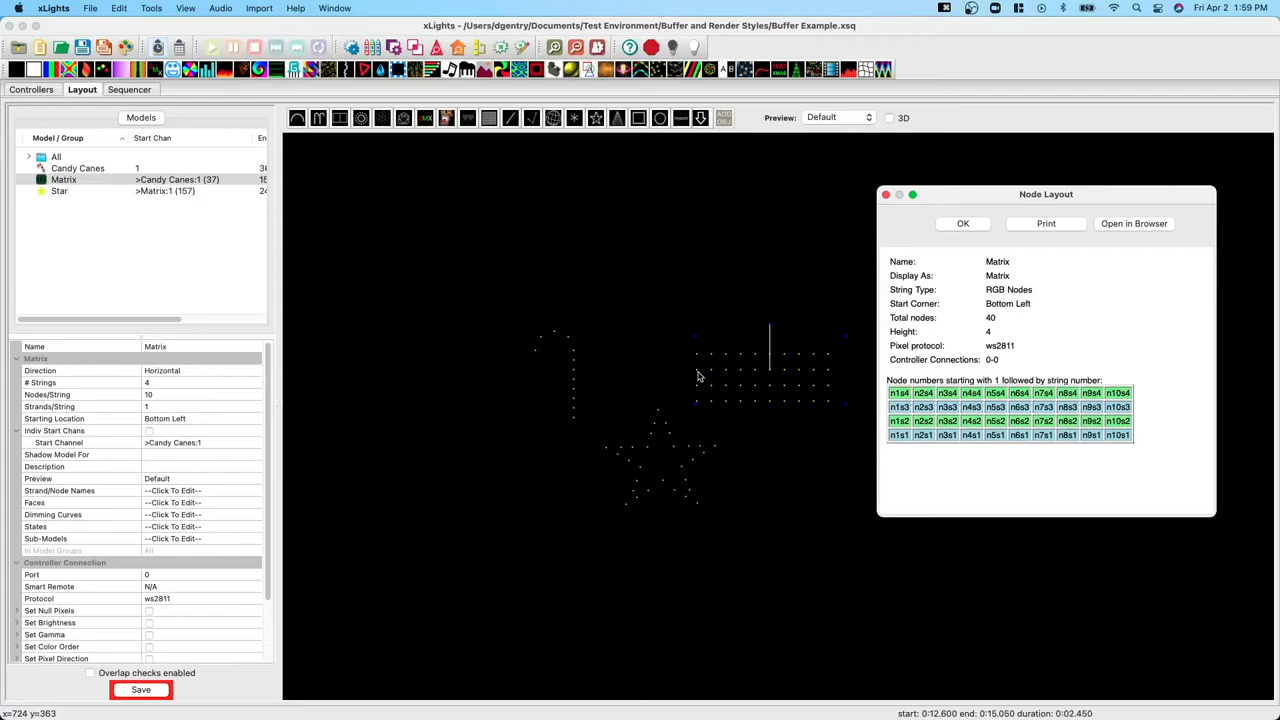 xLights File Edit Tools View Audio Import Help Window Fri Apr 2 1:59 PM
xLights - /Users/dgentry/Documents/Test Environment/Buffer and Render Styles/Buffer Example.xsq
Controllers Layout Sequencer
Models
Preview: Default 3D
Model / Group Start Chan En
All
Candy Canes 1 36
Matrix >Candy Canes:1 (37) 15
Star >Matrix:1 (157) 24
Node Layout
OK Print Open in Browser
Name: Matrix
Display As: Matrix
String Type: RGB Nodes
Start Corner: Bottom Left
Total nodes: 40
Height: 4
Pixel protocol: ws2811
Controller Connections: 0-0
Node numbers starting with 1 followed by string number:
n1s4 n2s4 n3s4 n4s4 n5s4 n6s4 n7s4 n8s4 n9s4 n10s4
n1s3 n2s3 n3s3 n4s3 n5s3 n6s3 n7s3 n8s3 n9s3 n10s3
n1s2 n2s2 n3s2 n4s2 n5s2 n6s2 n7s2 n8s2 n9s2 n10s2
n1s1 n2s1 n3s1 n4s1 n5s1 n6s1 n7s1 n8s1 n9s1 n10s1
Name Matrix
Matrix
Direction Horizontal
# Strings 4
Nodes/String 10
Strands/String 1
Starting Location Bottom Left
Indiv Start Chans
Start Channel >Candy Canes:1
Shadow Model For
Description
Preview Default
Strand/Node Names --Click To Edit--
Faces --Click To Edit--
Dimming Curves --Click To Edit--
States --Click To Edit--
Sub-Models --Click To Edit--
In Model Groups All
Controller Connection
Port 0
Smart Remote N/A
Protocol ws2811
Set Null Pixels
Set Brightness
Set Gamma
Set Color Order
Set Pixel Direction
Overlap checks enabled
Save
x=724 y=363 start: 0:12.600 end: 0:15.050 duration: 0:02.450